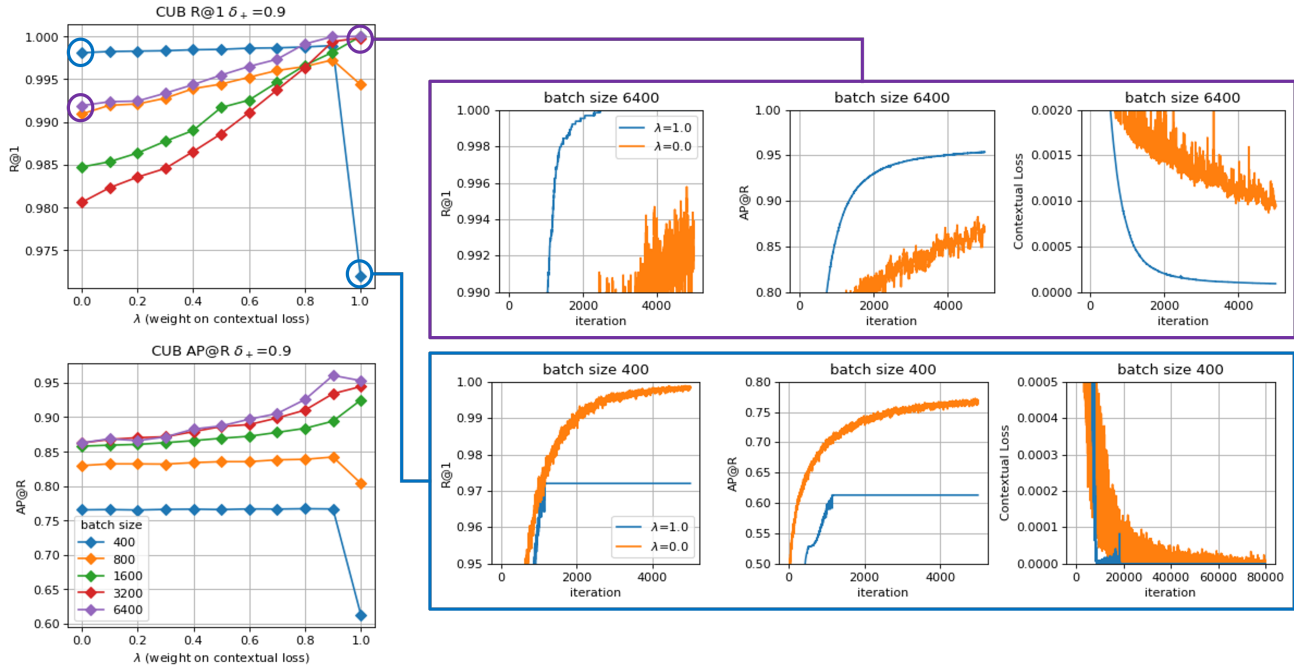 CUB R@1 δ+=0.9
1.000
0.995
0.990
0.985
0.980
0.975
R@1
0.0 0.2 0.4 0.6 0.8 1.0
λ (weight on contextual loss)
CUB AP@R δ+=0.9
0.95
0.90
0.85
0.80
0.75
0.70
0.65
0.60
AP@R
batch size
400
800
1600
3200
6400
0.0 0.2 0.4 0.6 0.8 1.0
λ (weight on contextual loss)
batch size 6400
1.000
0.998
0.996
0.994
0.992
0.990
R@1
λ=1.0
λ=0.0
0 2000 4000
iteration
batch size 6400
1.00
0.95
0.90
0.85
0.80
AP@R
0 2000 4000
iteration
batch size 6400
0.0020
0.0015
0.0010
0.0005
0.0000
Contextual Loss
0 2000 4000
iteration
batch size 400
1.00
0.99
0.98
0.97
0.96
0.95
R@1
λ=1.0
λ=0.0
0 2000 4000
iteration
batch size 400
0.80
0.75
0.70
0.65
0.60
0.55
0.50
AP@R
0 2000 4000
iteration
batch size 400
0.0005
0.0004
0.0003
0.0002
0.0001
0.0000
Contextual Loss
0 20000 40000 60000 80000
iteration